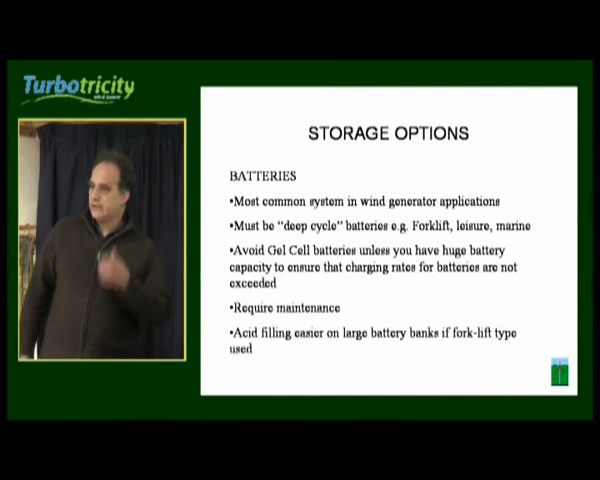 Turbotricity
STORAGE OPTIONS
BATTERIES
•Most common system in wind generator applications
•Must be "deep cycle" batteries e.g. Forklift, leisure, marine
•Avoid Gel Cell batteries unless you have huge battery
capacity to ensure that charging rates for batteries are not
exceeded
•Require maintenance
•Acid filling easier on large battery banks if fork-lift type
used